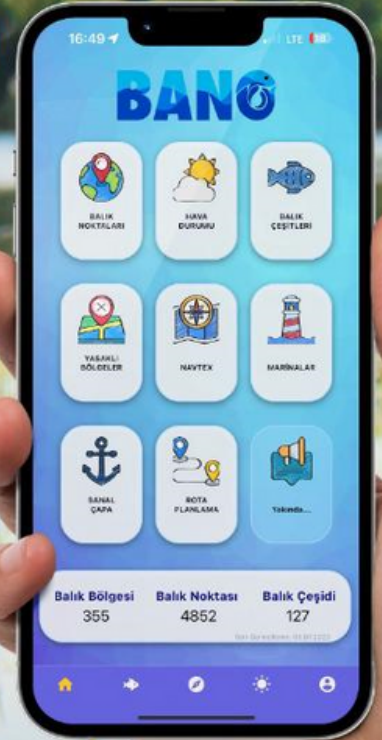 16:49
LTE
BANO
BALIK
NOKTALARI
HAVA
DURUMU
BALIK
ÇEŞİTLERİ
YASAKLI
BÖLGELER
NAVTEX
MARİNALAR
SANAL
ÇAPA
ROTA
PLANLAMA
Yakında...
Balık Bölgesi
Balık Noktası
Balık Çeşidi
355
4852
127